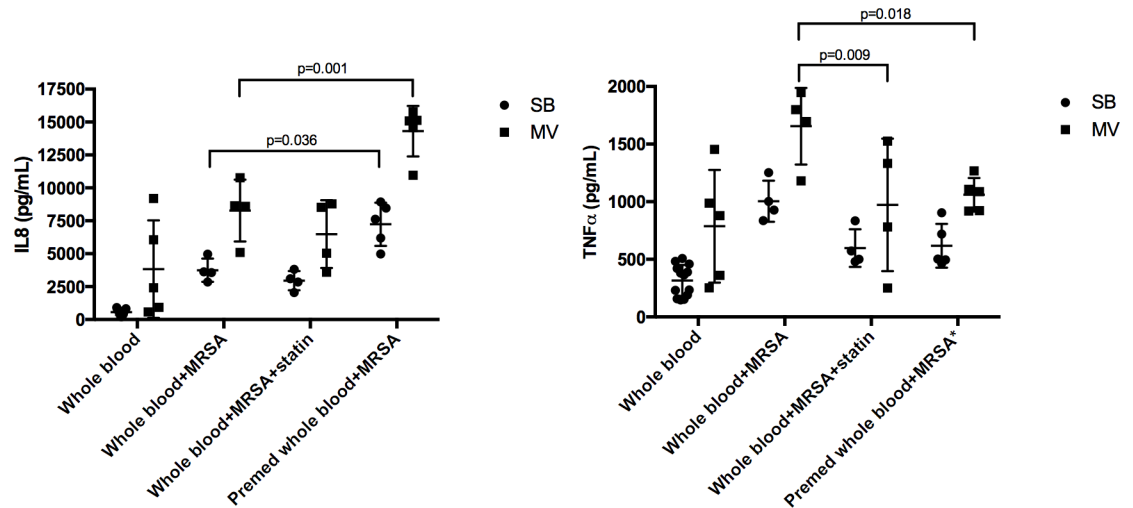 p=0.001
p=0.036
IL8 (pg/mL)
17500
15000
12500
10000
7500
5000
2500
0
SB
MV
Whole blood
Whole blood+MRSA
Whole blood+MRSA+statin
Premed whole blood+MRSA
p=0.018
p=0.009
TNFα (pg/mL)
2000
1500
1000
500
0
SB
MV
Whole blood
Whole blood+MRSA
Whole blood+MRSA+statin
Premed whole blood+MRSA*